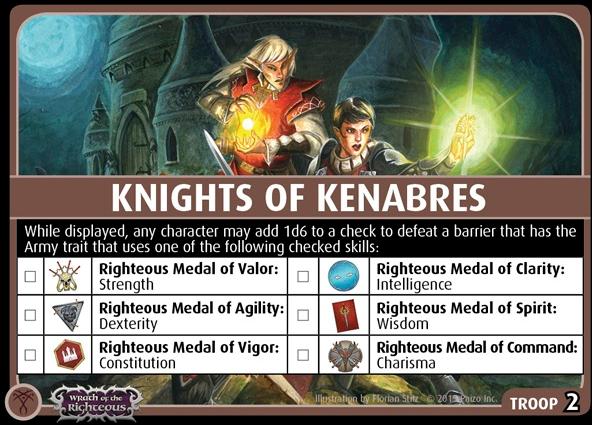 KNIGHTS OF KENABRES
While displayed, any character may add 1d6 to a check to defeat a barrier that has the
Army trait that uses one of the following checked skills:
Righteous Medal of Valor:
Strength
Righteous Medal of Clarity:
Intelligence
Righteous Medal of Agility:
Dexterity
Righteous Medal of Spirit:
Wisdom
Righteous Medal of Vigor:
Constitution
Righteous Medal of Command:
Charisma
Illustration by Florian Stitz © 2015 Paizo Inc.
Wrath of the
Righteous
TROOP 2